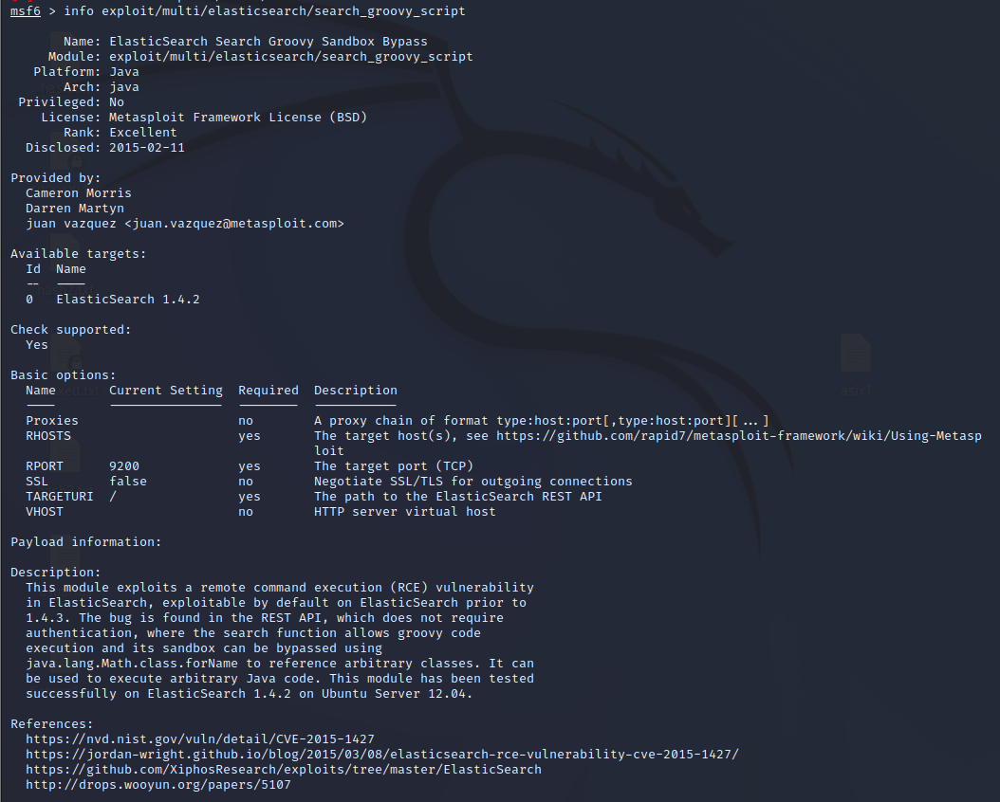 msf6 > info exploit/multi/elasticsearch/search_groovy_script
Name: ElasticSearch Search Groovy Sandbox Bypass
Module: exploit/multi/elasticsearch/search_groovy_script
Platform: Java
Arch: java
Privileged: No
License: Metasploit Framework License (BSD)
Rank: Excellent
Disclosed: 2015-02-11
Provided by:
Cameron Morris
Darren Martyn
juan vazquez <juan.vazquez@metasploit.com>
Available targets:
Id  Name
--  ----
0   ElasticSearch 1.4.2
Check supported:
Yes
Basic options:
Name       Current Setting  Required  Description
----       ---------------  --------  -----------
Proxies                     no        A proxy chain of format type:host:port[,type:host:port][...]
RHOSTS                      yes       The target host(s), see https://github.com/rapid7/metasploit-framework/wiki/Using-Metasp
loit
RPORT      9200             yes       The target port (TCP)
SSL        false            no        Negotiate SSL/TLS for outgoing connections
TARGETURI  /                yes       The path to the ElasticSearch REST API
VHOST                       no        HTTP server virtual host
Payload information:
Description:
This module exploits a remote command execution (RCE) vulnerability
in ElasticSearch, exploitable by default on ElasticSearch prior to
1.4.3. The bug is found in the REST API, which does not require
authentication, where the search function allows groovy code
execution and its sandbox can be bypassed using
java.lang.Math.class.forName to reference arbitrary classes. It can
be used to execute arbitrary Java code. This module has been tested
successfully on ElasticSearch 1.4.2 on Ubuntu Server 12.04.
References:
https://nvd.nist.gov/vuln/detail/CVE-2015-1427
https://jordan-wright.github.io/blog/2015/03/08/elasticsearch-rce-vulnerability-cve-2015-1427/
https://github.com/XiphosResearch/exploits/tree/master/ElasticSearch
http://drops.wooyun.org/papers/5107